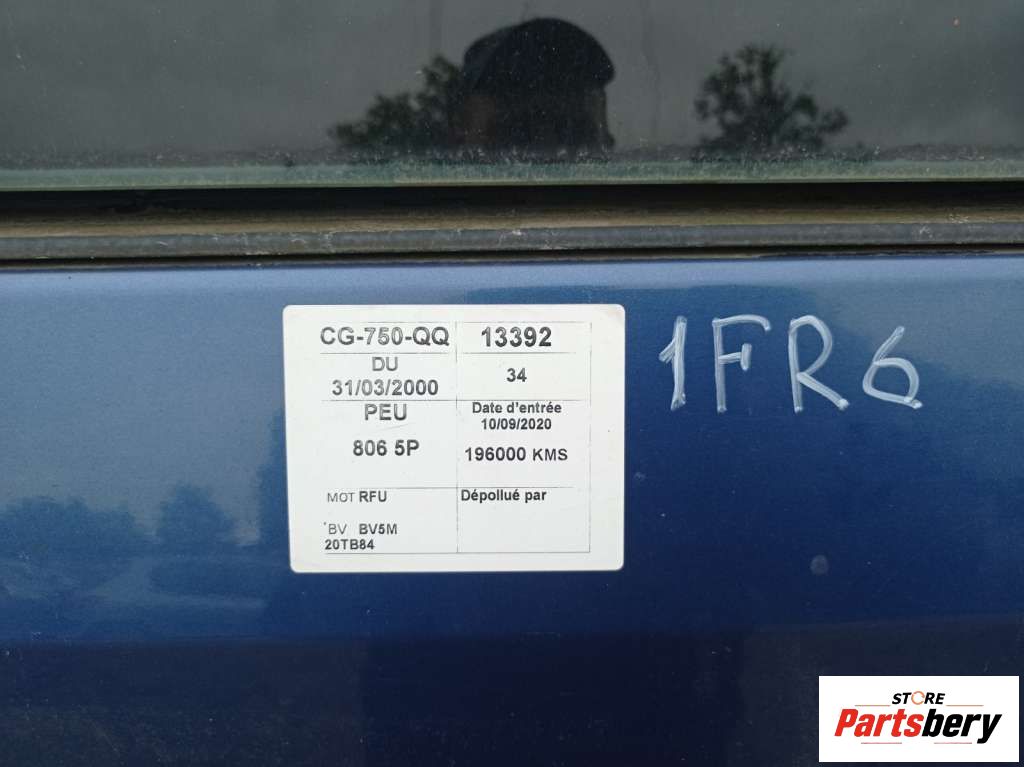 CG-750-QQ 13392
DU
31/03/2000
34
PEU
806 5P
Date d'entrée
10/09/2020
196000 KMS
MOT RFU
Dépollué par
BV BV5M
20TB84
1FR6
STORE
Partsbery